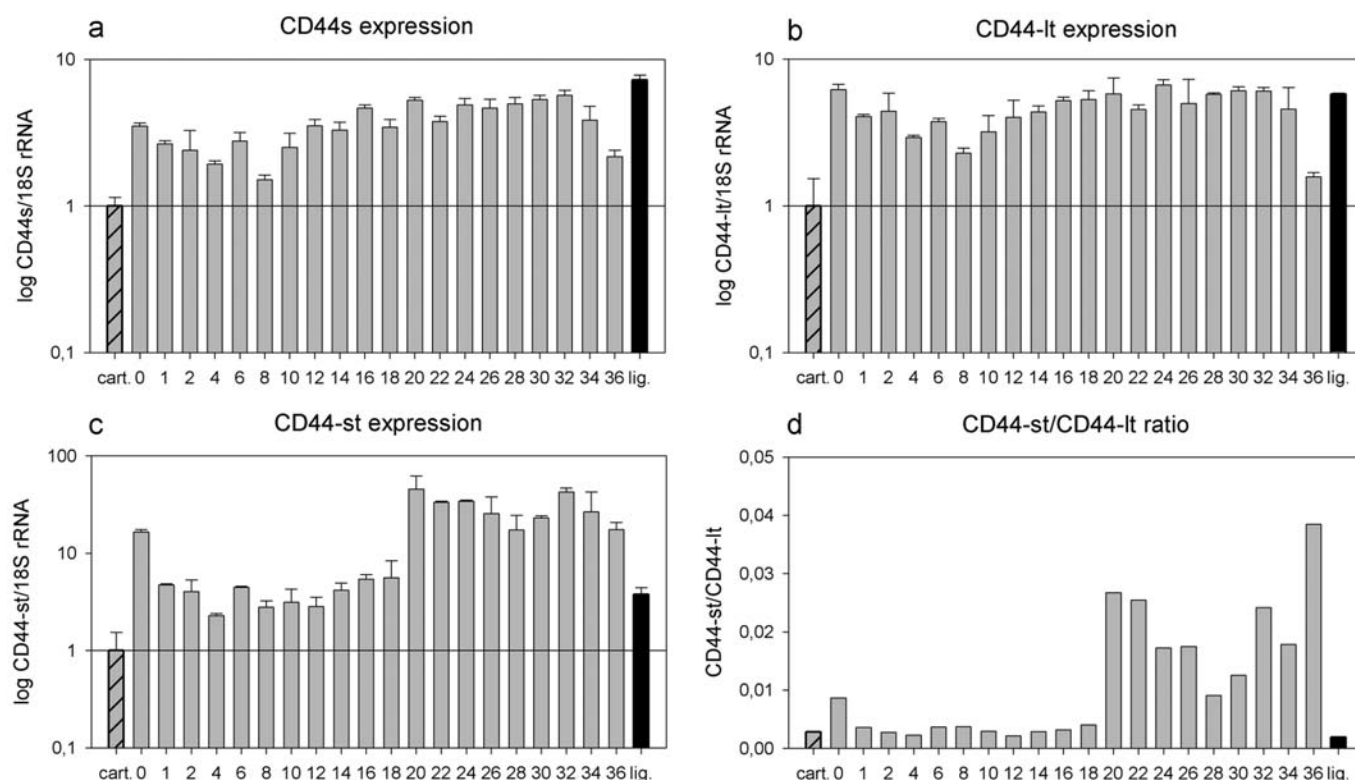 a
CD44s expression
10
1
0,1
log CD44s/18S rRNA
cart. 0 1 2 4 6 8 10 12 14 16 18 20 22 24 26 28 30 32 34 36 lig.
b
CD44-lt expression
10
1
0,1
log CD44-lt/18S rRNA
cart. 0 1 2 4 6 8 10 12 14 16 18 20 22 24 26 28 30 32 34 36 lig.
c
CD44-st expression
100
10
1
0,1
log CD44-st/18S rRNA
cart. 0 1 2 4 6 8 10 12 14 16 18 20 22 24 26 28 30 32 34 36 lig.
d
CD44-st/CD44-lt ratio
0,05
0,04
0,03
0,02
0,01
0,00
CD44-st/CD44-lt
cart. 0 1 2 4 6 8 10 12 14 16 18 20 22 24 26 28 30 32 34 36 lig.